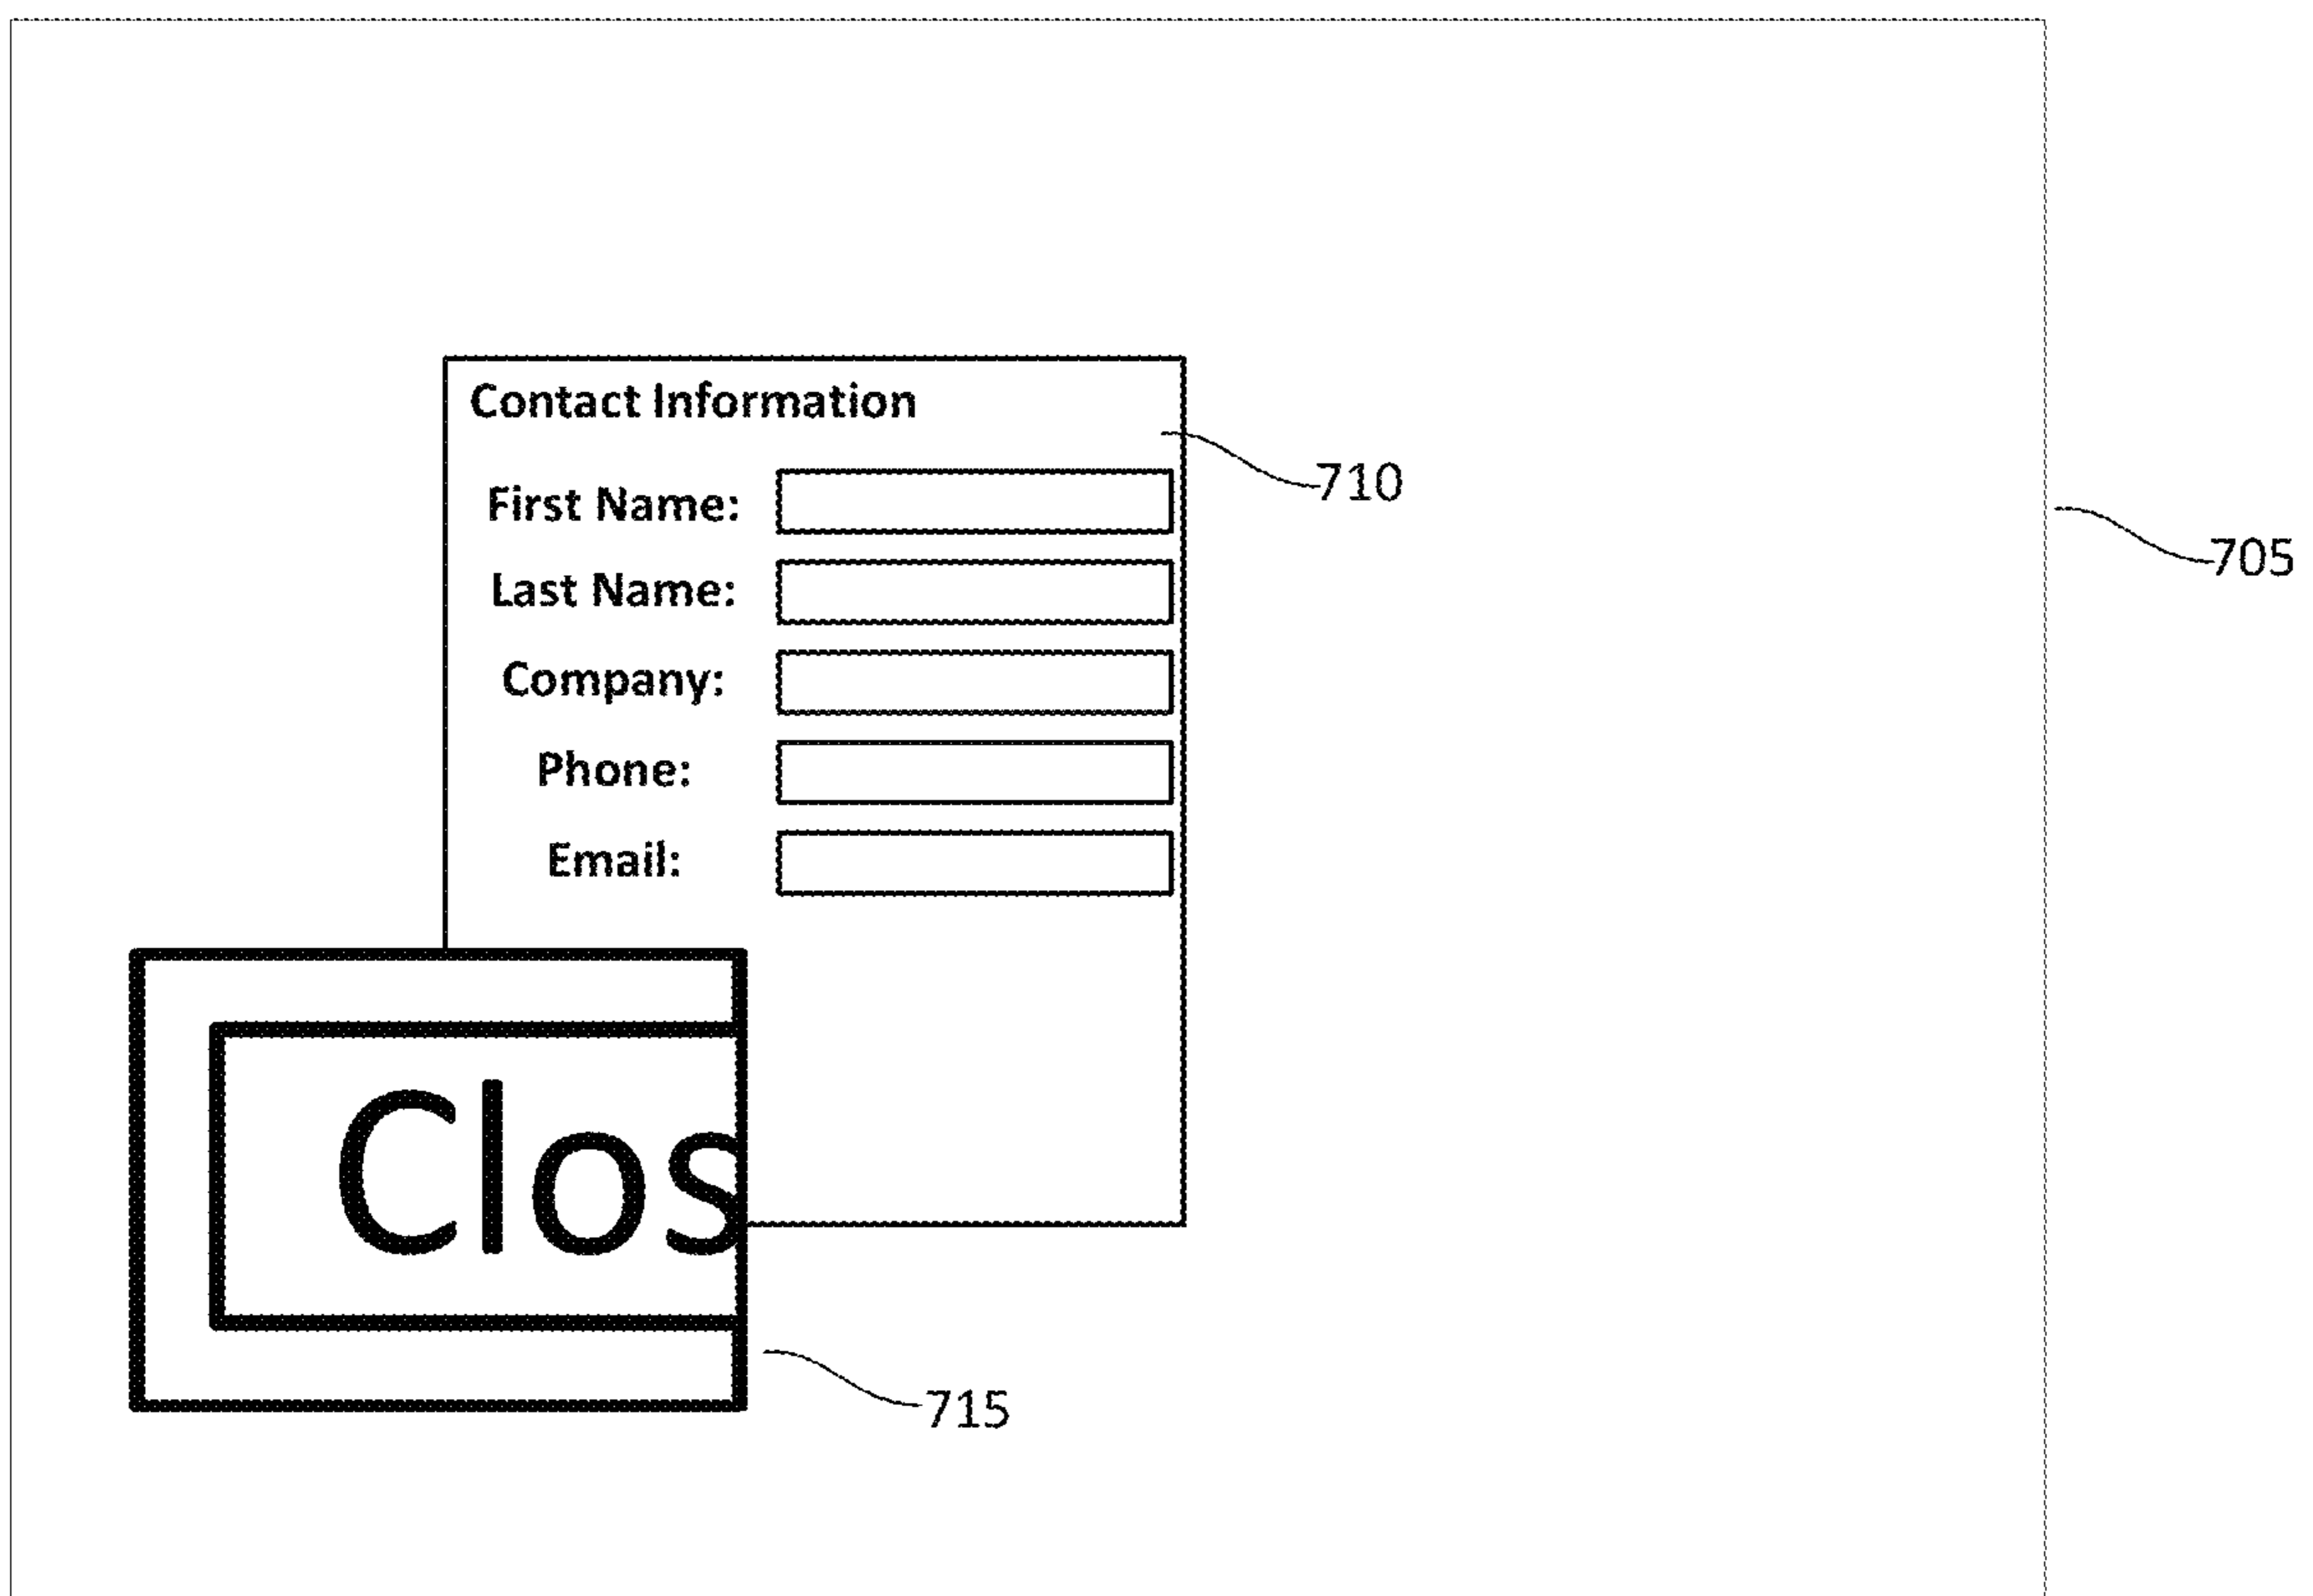 Contact Information
710
First Name:
705
Last Name:
Company:
Phone:
Email:
Clos
715